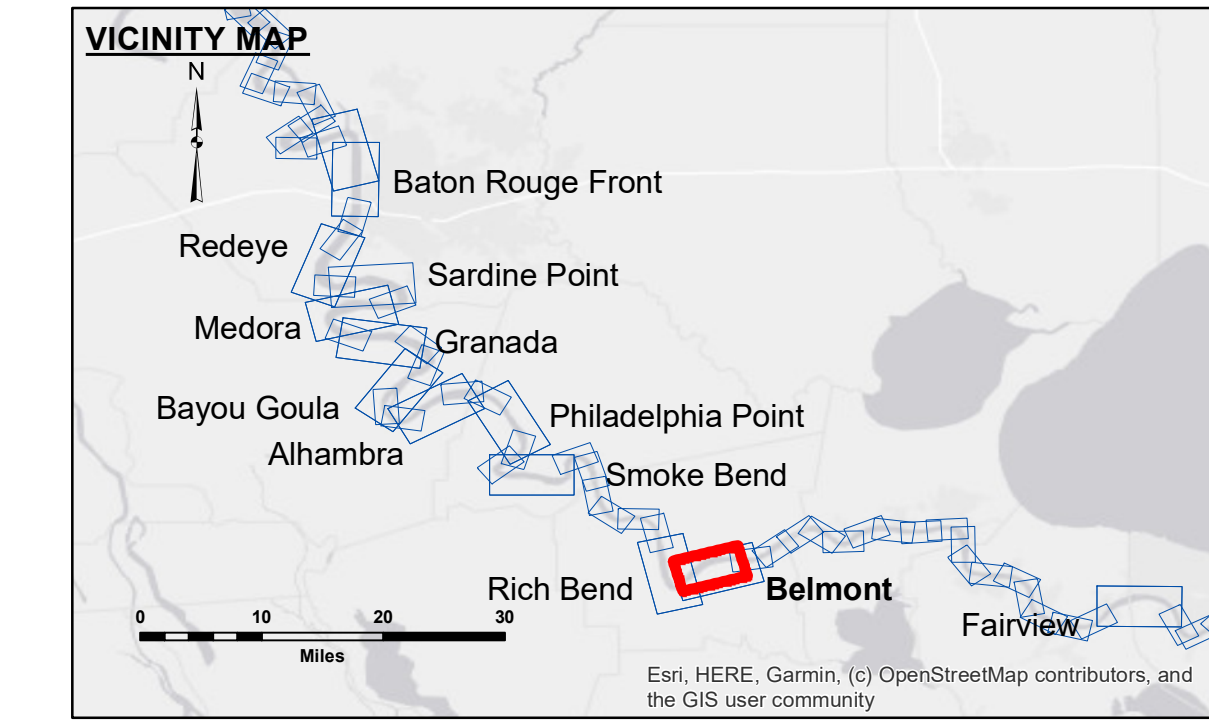 VICINITY MAP
N
Baton Rouge Front
Redeye
Sardine Point
Medora
Granada
Bayou Goula
Philadelphia Point
Alhambra
Smoke Bend
Rich Bend
Belmont
Fairview
0 10 20 30
Miles
Esri, HERE, Garmin, (c) OpenStreetMap contributors, and
the GIS user community